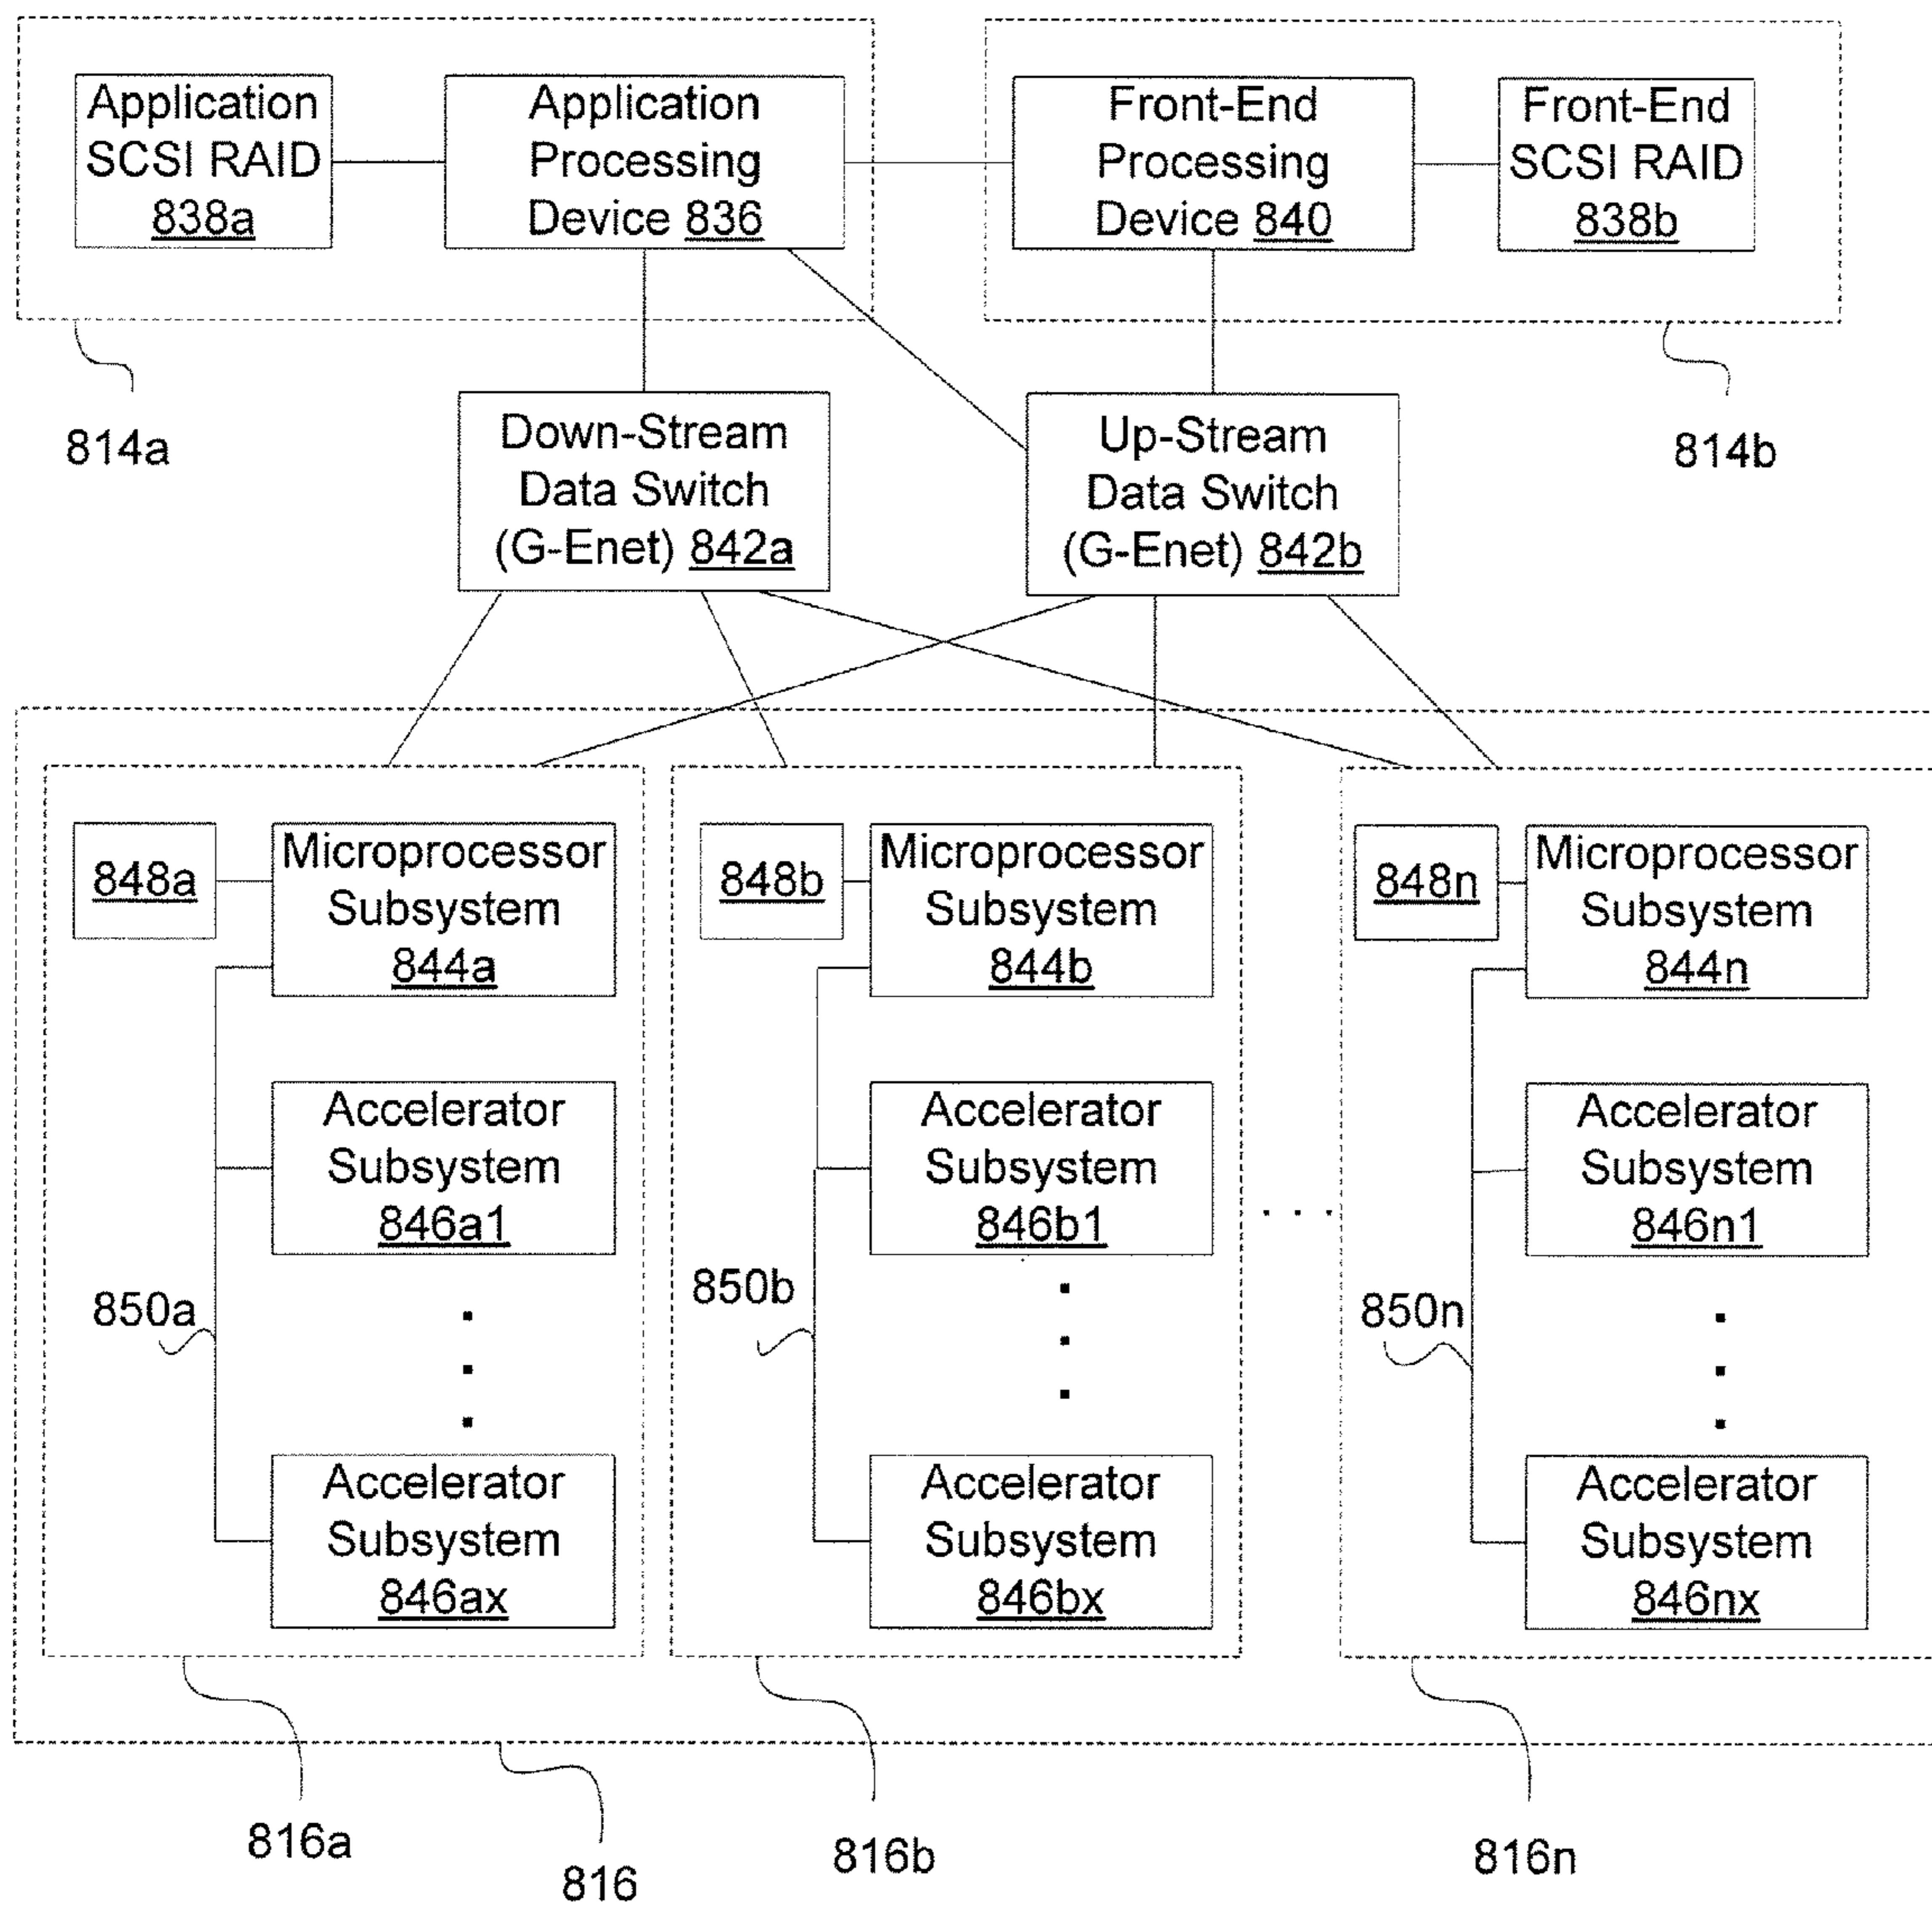 Application
SCSI RAID
838a
Application
Processing
Device 836
Front-End
Processing
Device 840
Front-End
SCSI RAID
838b
814a
814b
Down-Stream
Data Switch
(G-Enet) 842a
Up-Stream
Data Switch
(G-Enet) 842b
848a
Microprocessor
Subsystem
844a
848b
Microprocessor
Subsystem
844b
848n
Microprocessor
Subsystem
844n
Accelerator
Subsystem
846a1
Accelerator
Subsystem
846b1
. . .
Accelerator
Subsystem
846n1
850a
850b
850n
Accelerator
Subsystem
846ax
Accelerator
Subsystem
846bx
Accelerator
Subsystem
846nx
816a
816
816b
816n